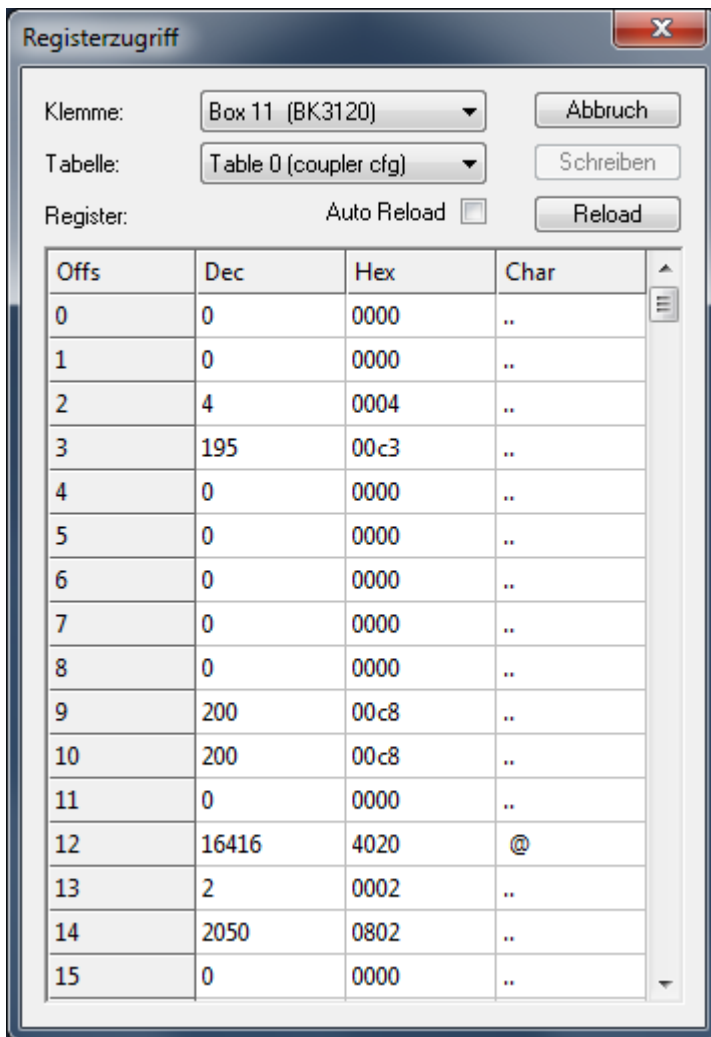 Registerzugriff
Klemme: Box 11 (BK3120) Abbruch
Tabelle: Table 0 (coupler cfg) Schreiben
Register: Auto Reload Reload
Offs Dec Hex Char
0 0 0000 ..
1 0 0000 ..
2 4 0004 ..
3 195 00c3 ..
4 0 0000 ..
5 0 0000 ..
6 0 0000 ..
7 0 0000 ..
8 0 0000 ..
9 200 00c8 ..
10 200 00c8 ..
11 0 0000 ..
12 16416 4020 @
13 2 0002 ..
14 2050 0802 ..
15 0 0000 ..